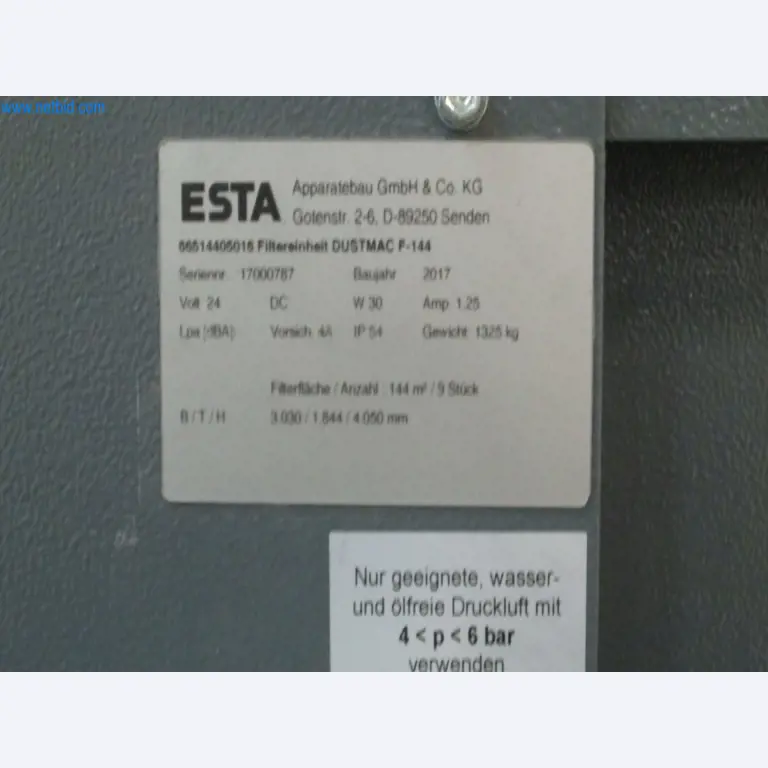 www.netbid.com
ESTA Apparatebau GmbH & Co. KG
Gotenstr. 2-6, D-89250 Senden
Filtereinheit DUSTMAC F-144
Seriennr. 17000787 Baujahr 2017
Volt 24 DC W 30 Amp 1.25
Lpa [dBA] Vorsich. 4A IP 54 Gewicht 1325 kg
Filterfläche / Anzahl 144 m² / 9 Stück
B / T / H 3.030 / 1.844 / 4.050 mm
Nur geeignete, wasser-
und ölfreie Druckluft mit
4 < p < 6 bar
verwenden